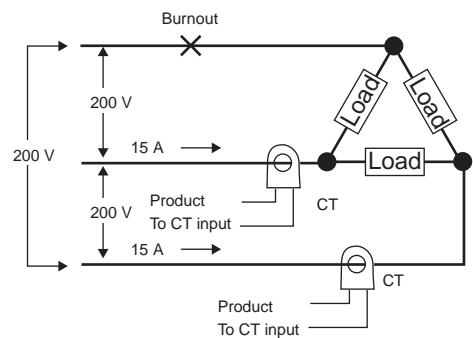 Burnout
200 V
Load
Load
15 A
200 V
Load
Product
To CT input
CT
200 V
15 A
CT
Product
To CT input